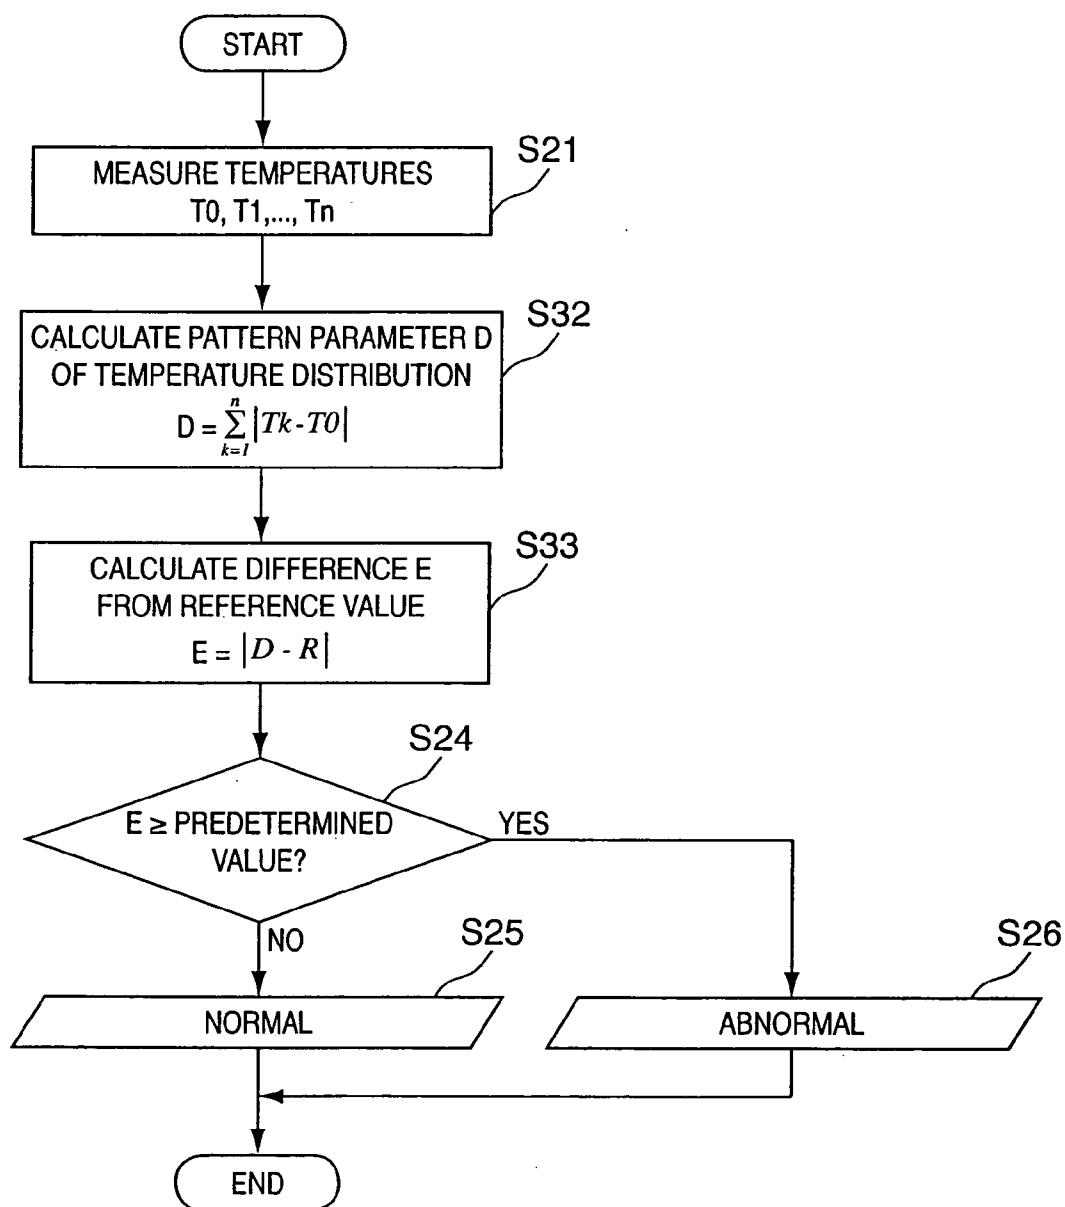 START
S21
MEASURE TEMPERATURES
T0, T1,..., Tn
S32
CALCULATE PATTERN PARAMETER D
OF TEMPERATURE DISTRIBUTION
D = \sum_{k=1}^{n} |Tk - T0|
S33
CALCULATE DIFFERENCE E
FROM REFERENCE VALUE
E = |D - R|
S24
E ≥ PREDETERMINED
VALUE?
YES
NO
S25
NORMAL
S26
ABNORMAL
END